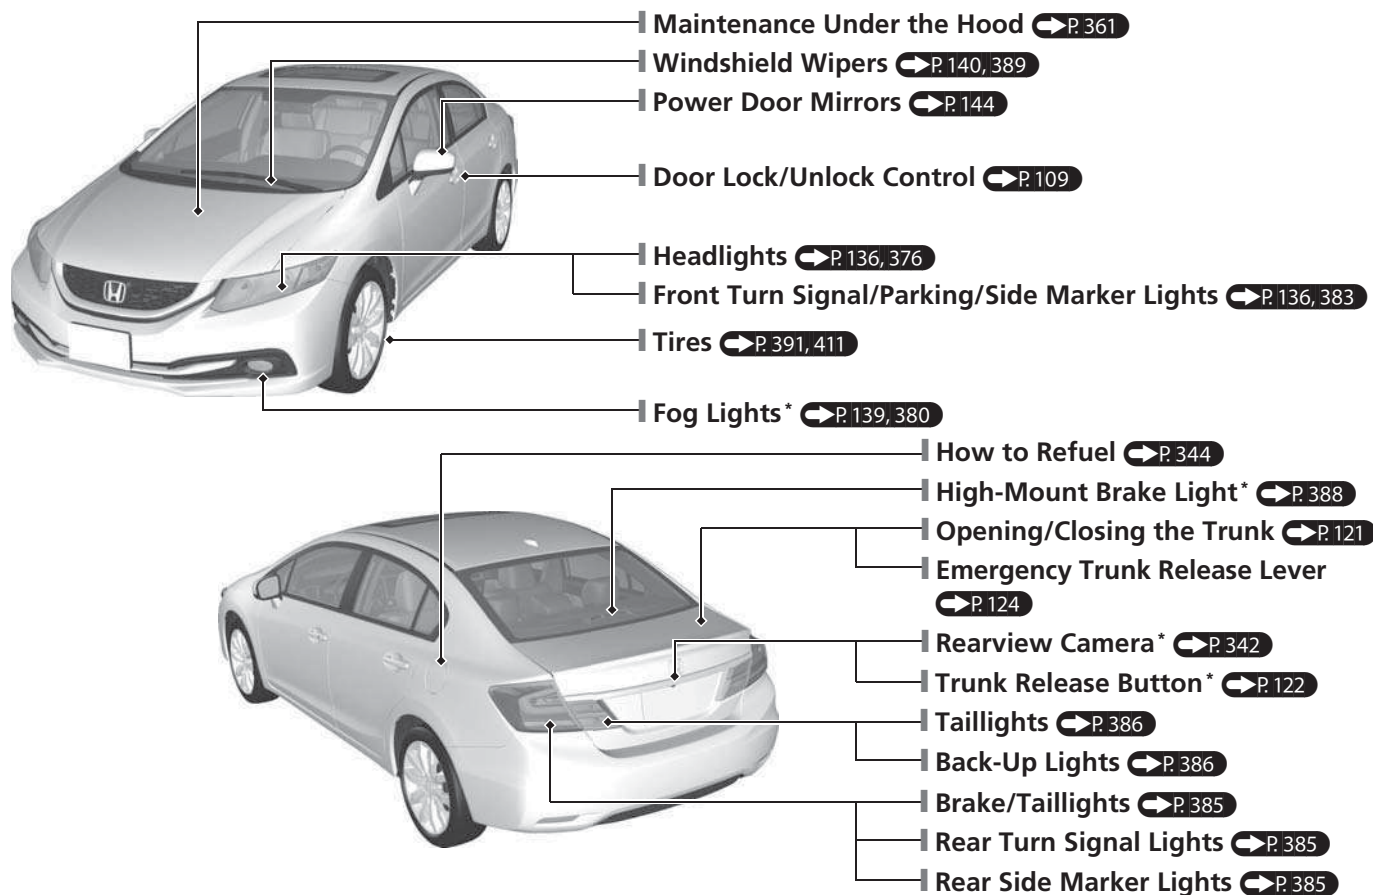 Maintenance Under the Hood P. 361
Windshield Wipers P. 140, 389
Power Door Mirrors P. 144
Door Lock/Unlock Control P. 109
Headlights P. 136, 376
Front Turn Signal/Parking/Side Marker Lights P. 136, 383
Tires P. 391, 411
Fog Lights* P. 139, 380
How to Refuel P. 344
High-Mount Brake Light* P. 388
Opening/Closing the Trunk P. 121
Emergency Trunk Release Lever
P. 124
Rearview Camera* P. 342
Trunk Release Button* P. 122
Taillights P. 386
Back-Up Lights P. 386
Brake/Taillights P. 385
Rear Turn Signal Lights P. 385
Rear Side Marker Lights P. 385